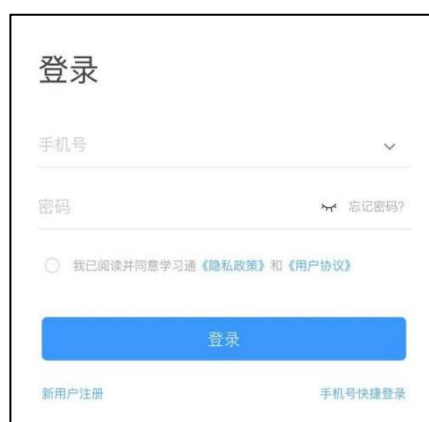 登录
手机号
密码 忘记密码?
我已阅读并同意学习通《隐私政策》和《用户协议》
登录
新用户注册 手机号快捷登录